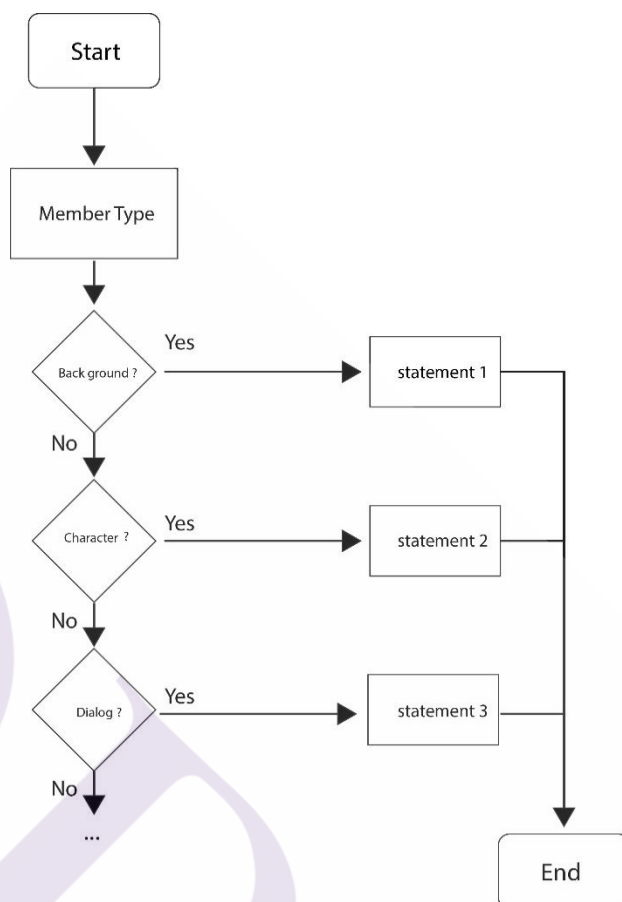 Start
Member Type
Back ground ?
Yes
statement 1
No
Character ?
Yes
statement 2
No
Dialog ?
Yes
statement 3
No
...
End